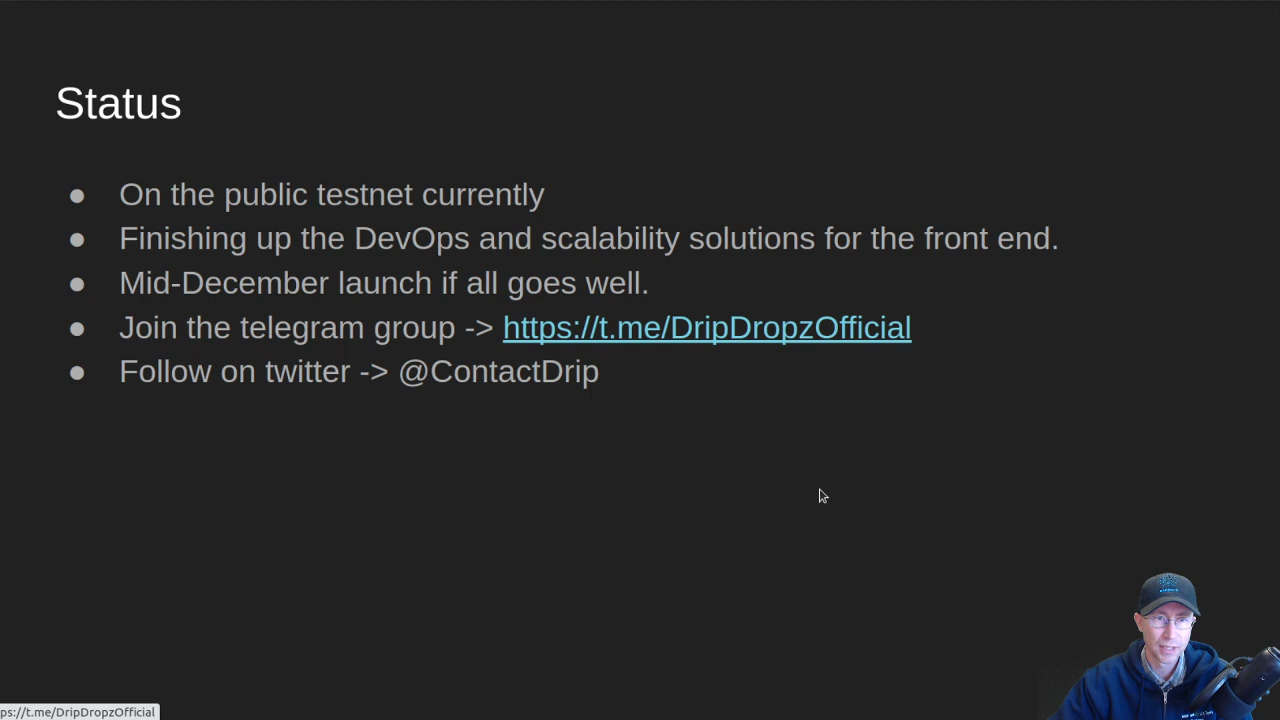 Status
● On the public testnet currently
● Finishing up the DevOps and scalability solutions for the front end.
● Mid-December launch if all goes well.
● Join the telegram group -> https://t.me/DripDropzOfficial
● Follow on twitter -> @ContactDrip
ps://t.me/DripDropzOfficial